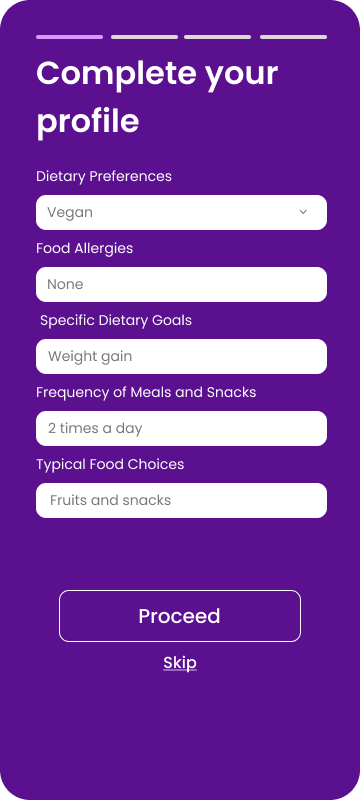 Complete your
profile
Dietary Preferences
Vegan
Food Allergies
None
Specific Dietary Goals
Weight gain
Frequency of Meals and Snacks
2 times a day
Typical Food Choices
Fruits and snacks
Proceed
Skip